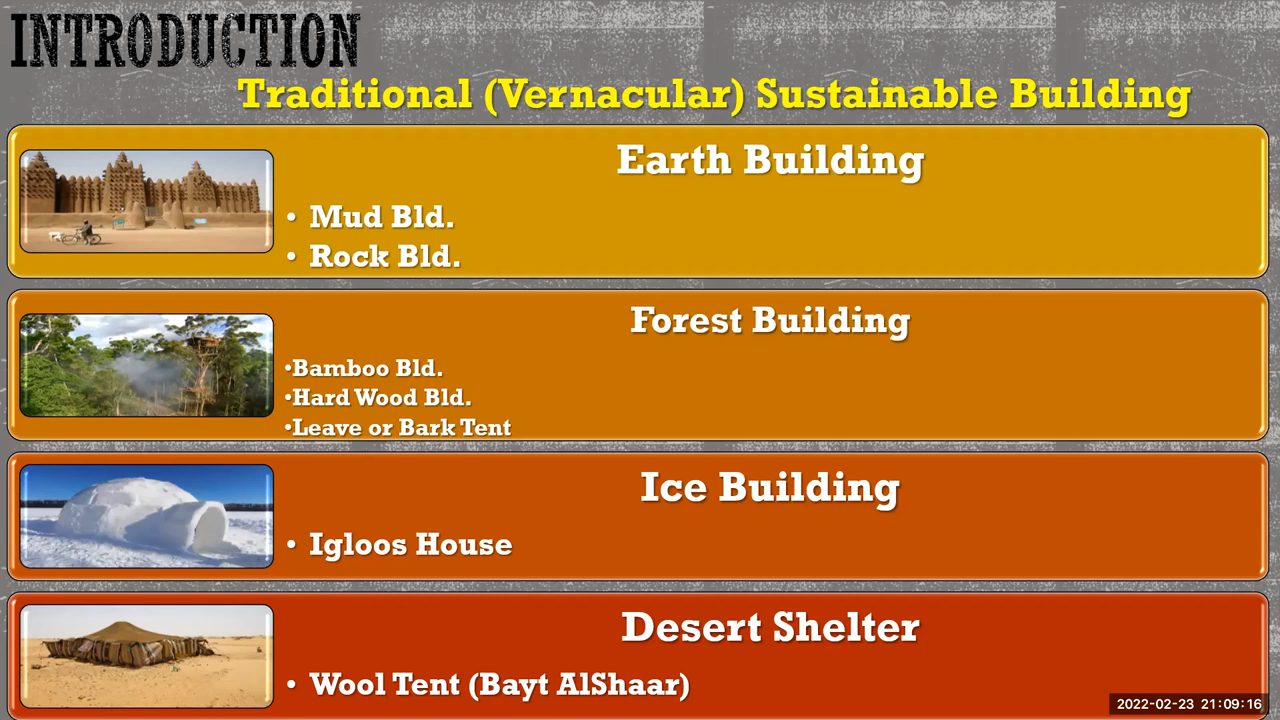 INTRODUCTION
Traditional (Vernacular) Sustainable Building
Earth Building
• Mud Bld.
• Rock Bld.
Forest Building
•Bamboo Bld.
•Hard Wood Bld.
•Leave or Bark Tent
Ice Building
• Igloos House
Desert Shelter
• Wool Tent (Bayt AlShaar)
2022-02-23 21:09:16